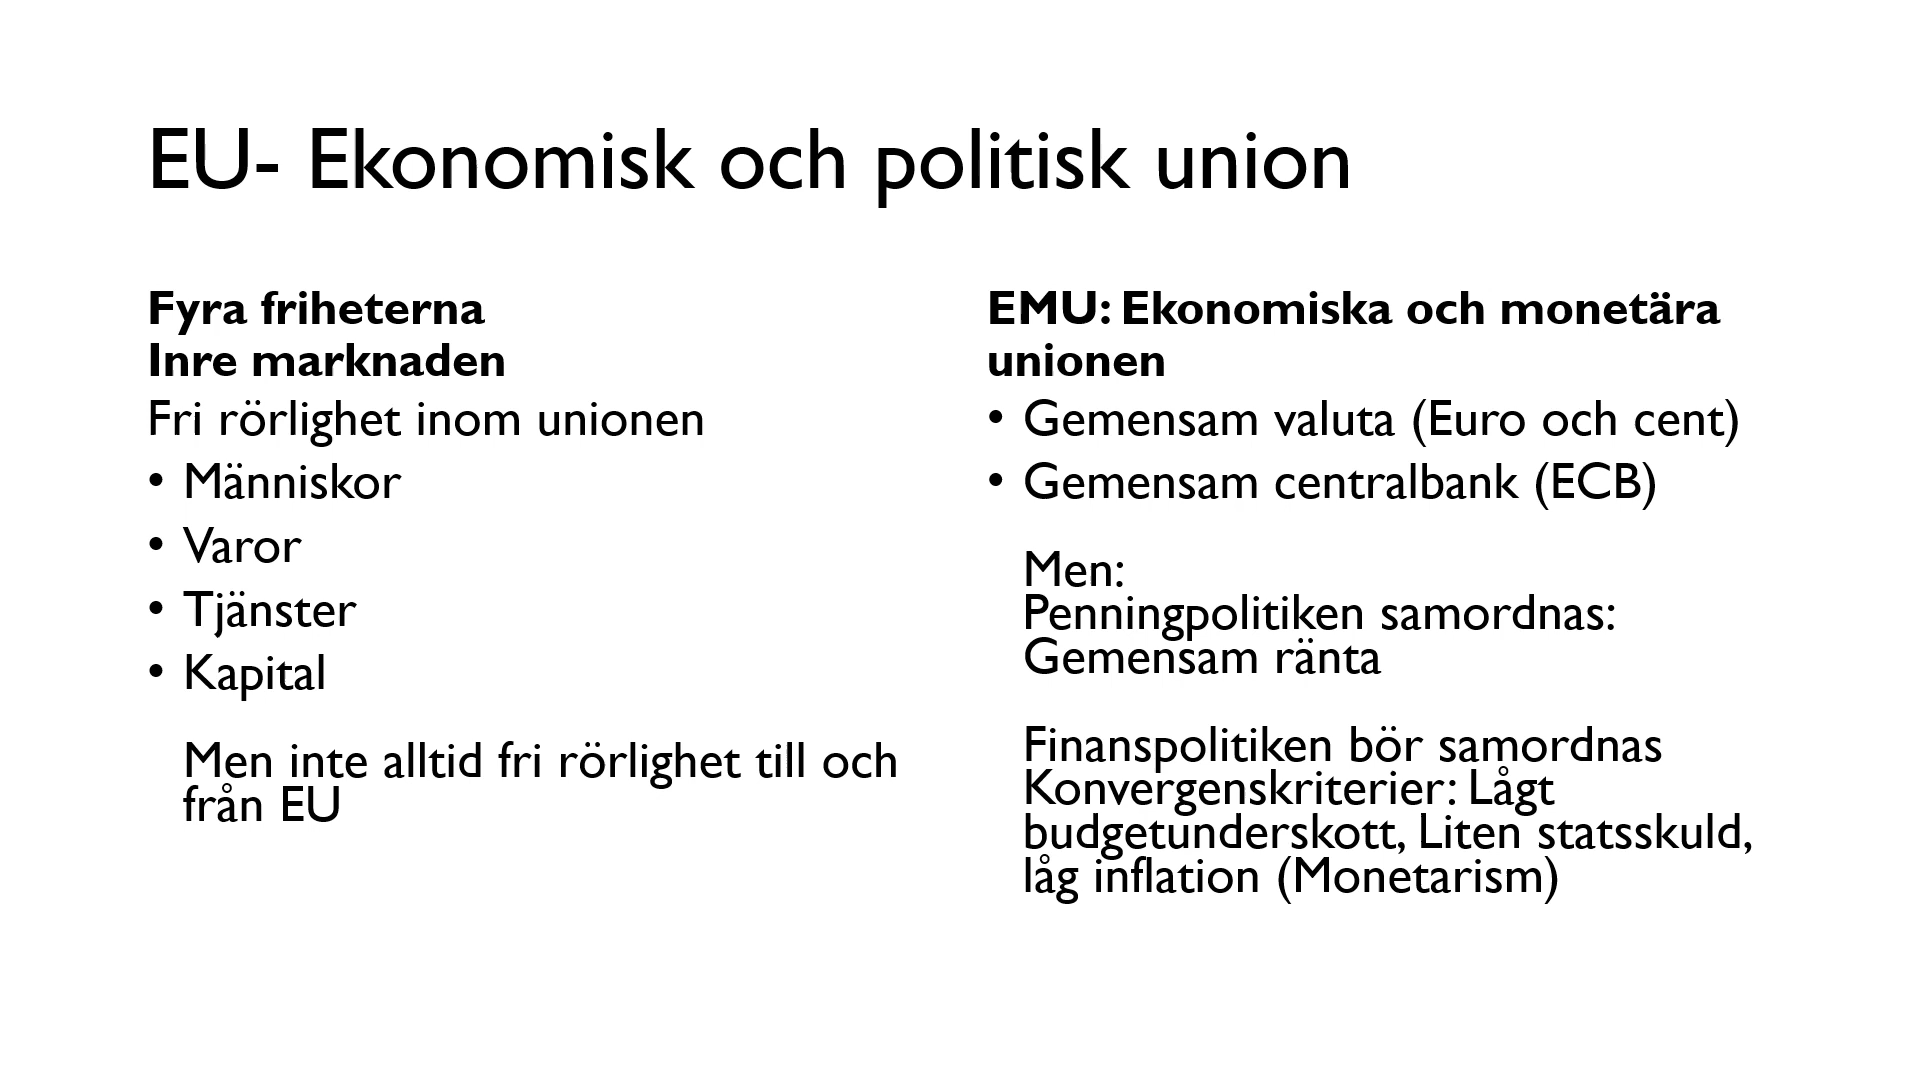 EU- Ekonomisk och politisk union
Fyra friheterna
Inre marknaden
Fri rörlighet inom unionen
• Människor
• Varor
• Tjänster
• Kapital
Men inte alltid fri rörlighet till och
från EU
EMU: Ekonomiska och monetära
unionen
• Gemensam valuta (Euro och cent)
• Gemensam centralbank (ECB)
Men:
Penningpolitiken samordnas:
Gemensam ränta
Finanspolitiken bör samordnas
Konvergenskriterier: Lågt
budgetunderskott, Liten statsskuld,
låg inflation (Monetarism)